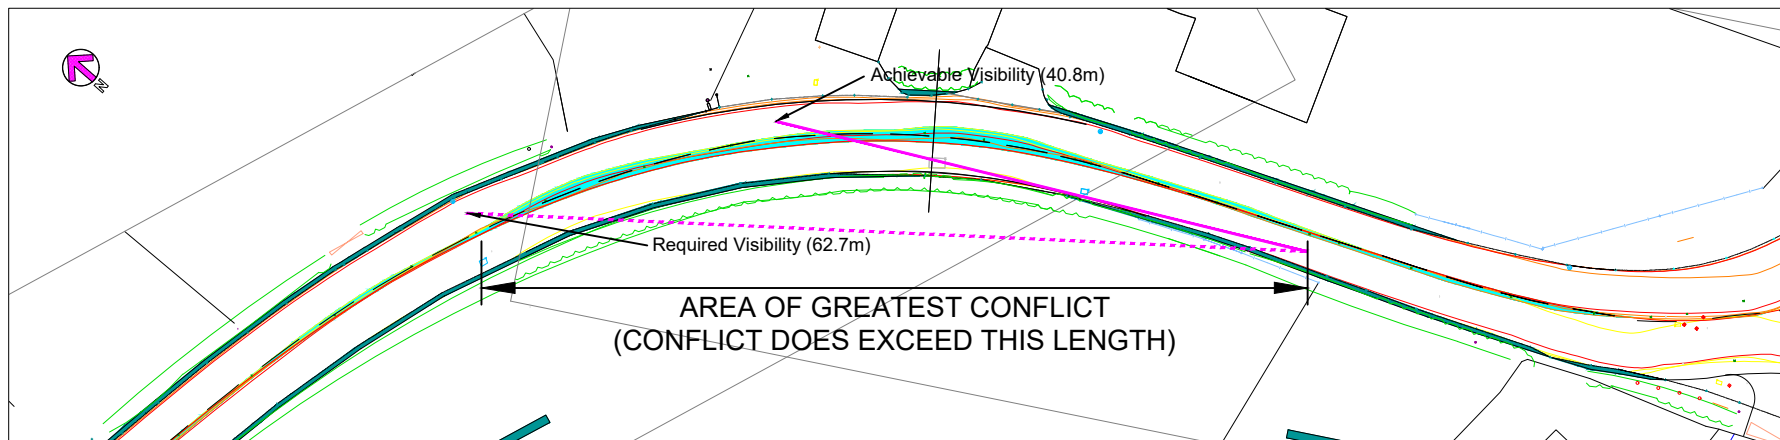 N
Achievable Visibility (40.8m)
Required Visibility (62.7m)
AREA OF GREATEST CONFLICT
(CONFLICT DOES EXCEED THIS LENGTH)